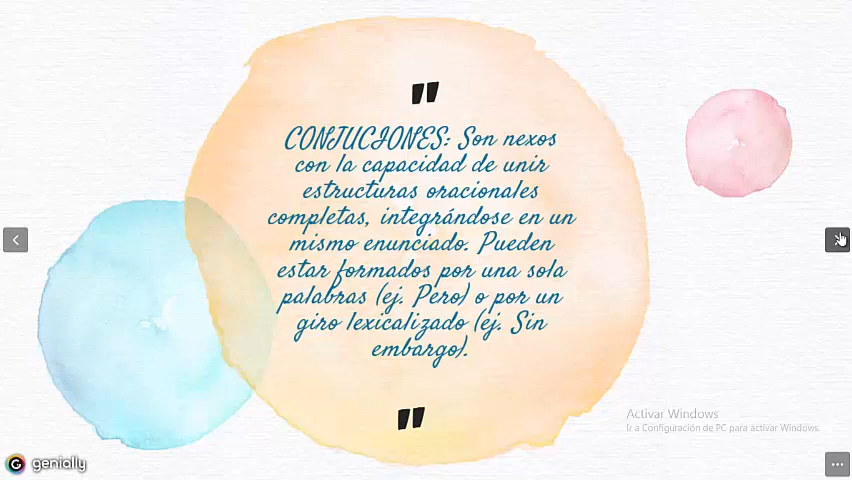 "
CONJUCIONES: Son nexos
con la capacidad de unir
estructuras oracionales
completas, integrándose en un
mismo enunciado. Pueden
estar formados por una sola
palabras (ej. Pero) o por un
giro lexicalizado (ej. Sin
embargo).
"
Activar Windows
Ir a Configuración de PC para activar Windows.
genially